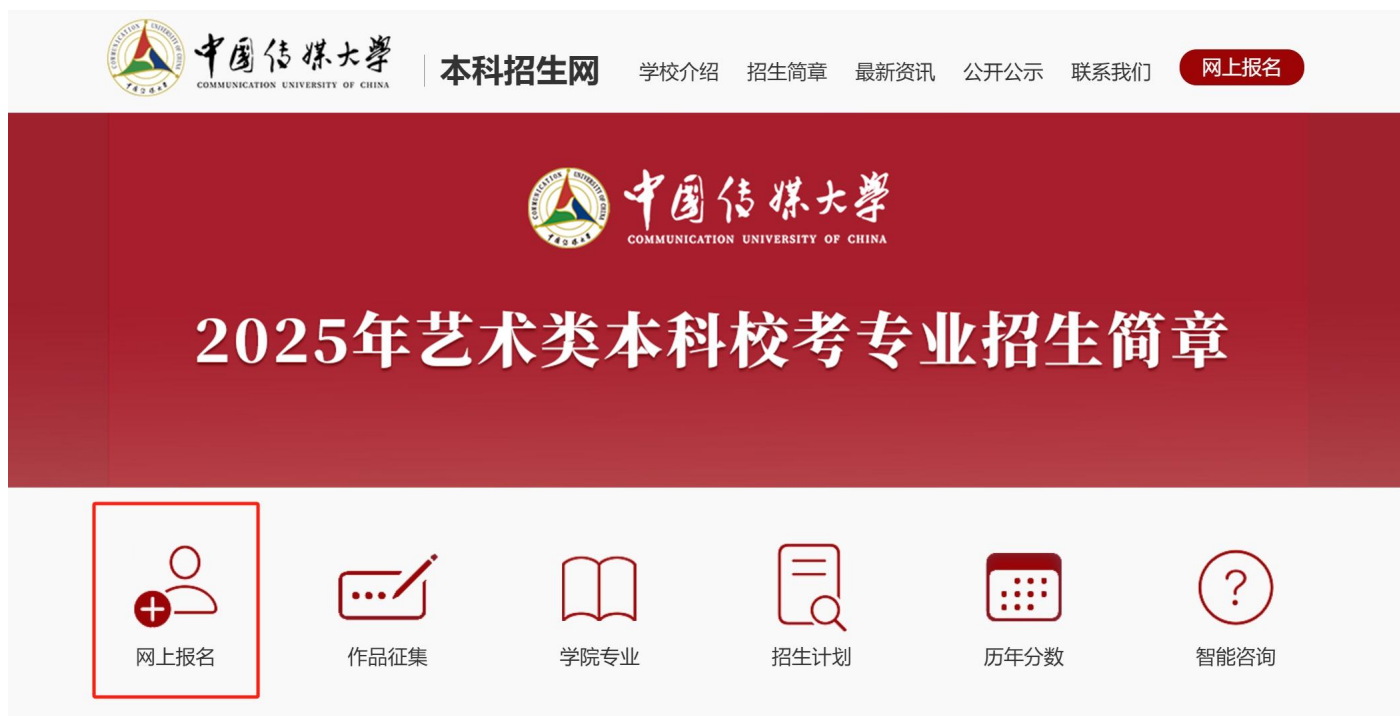 中国传媒大學
COMMUNICATION UNIVERSITY OF CHINA
本科招生网
学校介绍 招生简章 最新资讯 公开公示 联系我们 网上报名
中国传媒大學
COMMUNICATION UNIVERSITY OF CHINA
2025年艺术类本科校考专业招生简章
网上报名 作品征集 学院专业 招生计划 历年分数 智能咨询